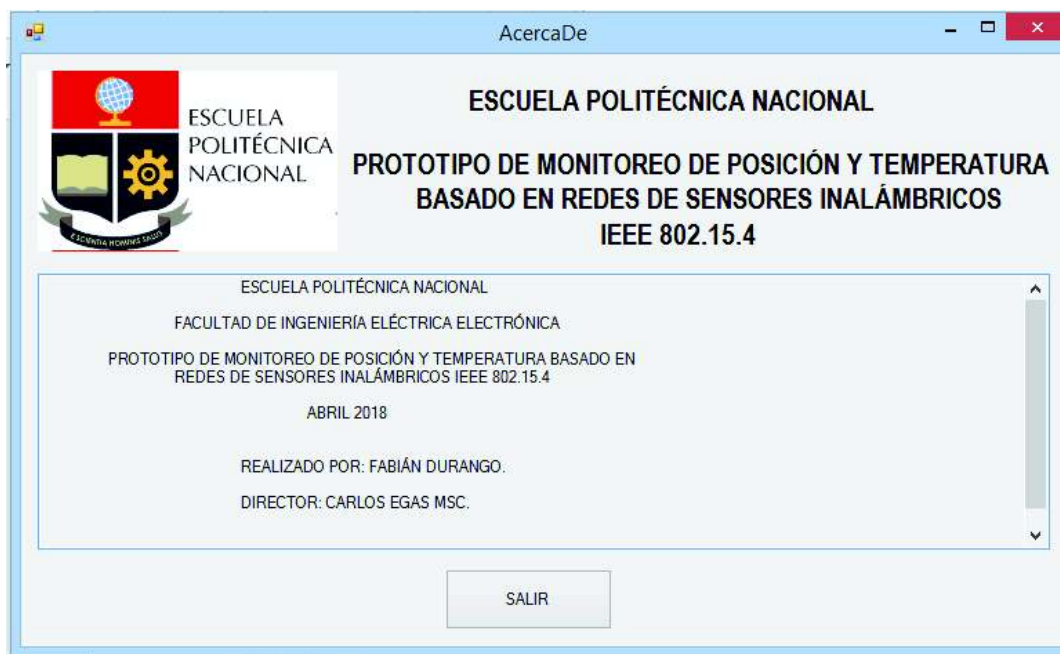 AcercaDe
ESCUELA
POLITÉCNICA
NACIONAL
E SCIENTIA HOMINIS SALUS
ESCUELA POLITÉCNICA NACIONAL
PROTOTIPO DE MONITOREO DE POSICIÓN Y TEMPERATURA
BASADO EN REDES DE SENSORES INALÁMBRICOS
IEEE 802.15.4
ESCUELA POLITÉCNICA NACIONAL
FACULTAD DE INGENIERÍA ELÉCTRICA ELECTRÓNICA
PROTOTIPO DE MONITOREO DE POSICIÓN Y TEMPERATURA BASADO EN
REDES DE SENSORES INALÁMBRICOS IEEE 802.15.4
ABRIL 2018
REALIZADO POR: FABIÁN DURANGO.
DIRECTOR: CARLOS EGAS MSC.
SALIR